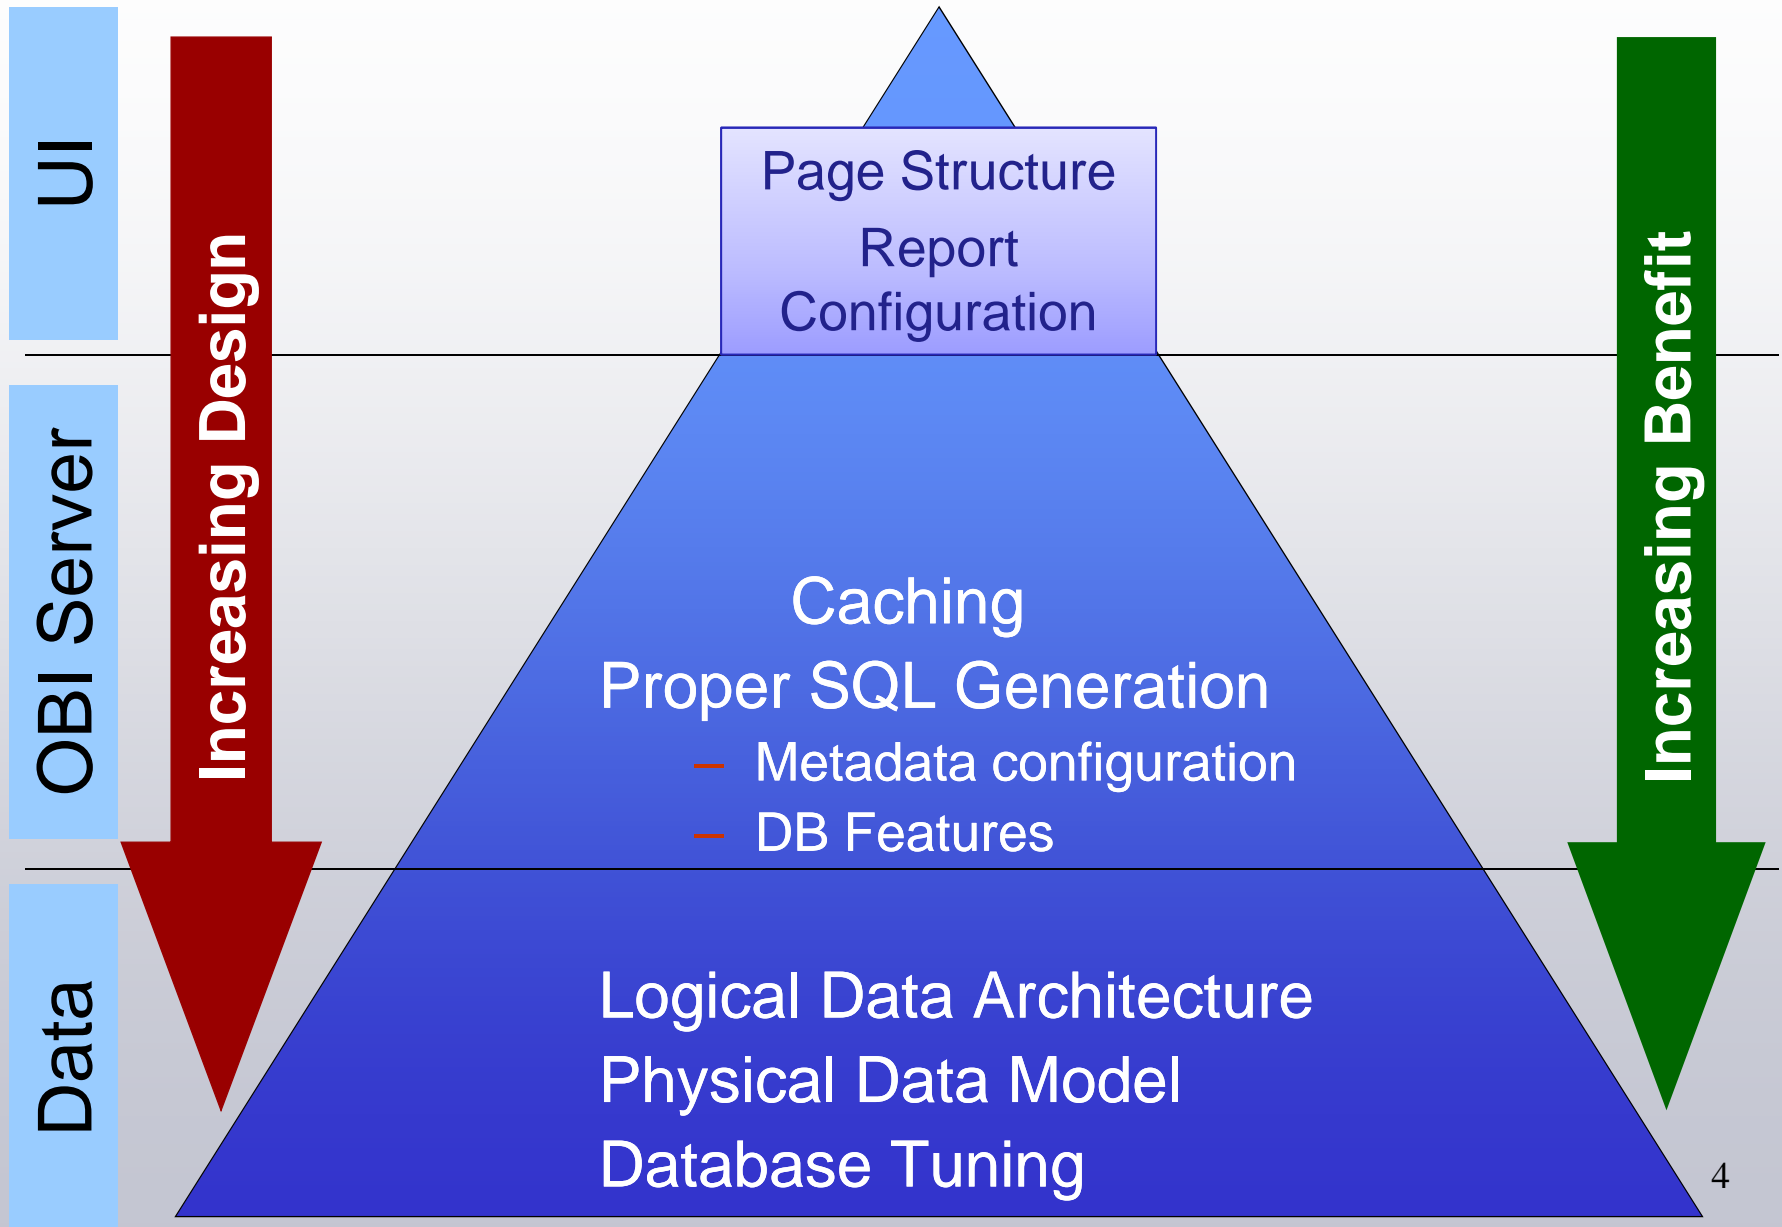 UI
Increasing Design
Page Structure
Report
Configuration
Increasing Benefit
OBI Server
Caching
Proper SQL Generation
– Metadata configuration
– DB Features
Data
Logical Data Architecture
Physical Data Model
Database Tuning
4